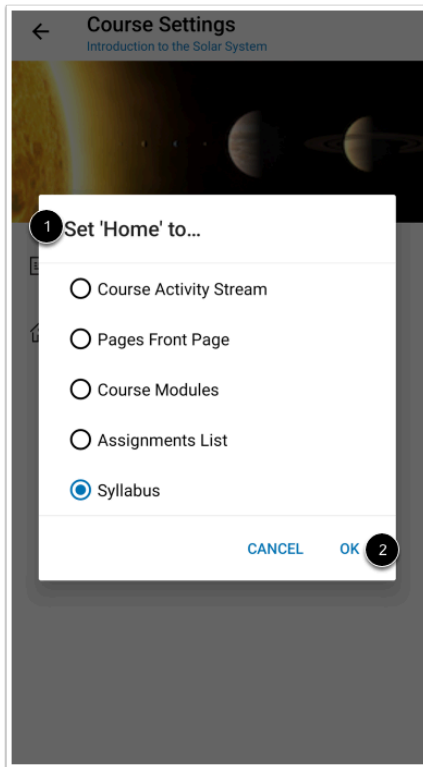 Course Settings
Introduction to the Solar System
1
Set 'Home' to...
Course Activity Stream
Pages Front Page
Course Modules
Assignments List
Syllabus
CANCEL OK 2